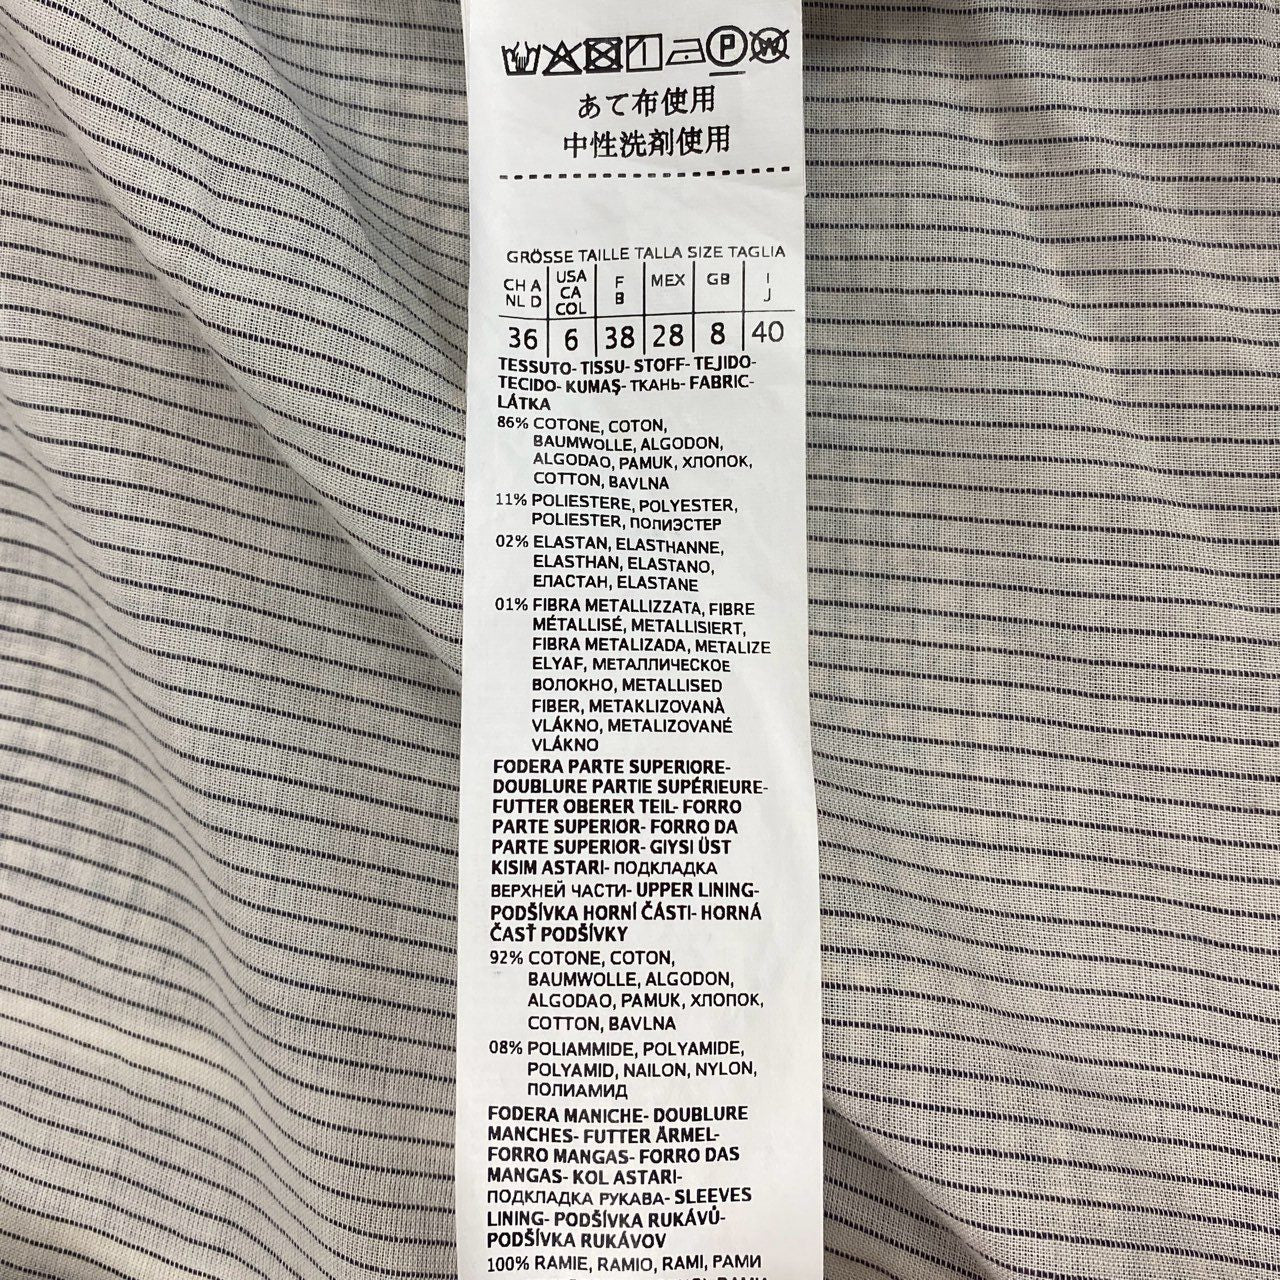 P W
あて布使用
中性洗剤使用
GRÖSSE TAILLE TALLA SIZE TAGLIA
CH A NL D USA CA COL F B MEX GB I J
36 6 38 28 8 40
TESSUTO- TISSU- STOFF- TEJIDO-
TECIDO- KUMAŞ- ТКАНЬ- FABRIC-
LÁTKA
86% COTONE, COTON,
BAUMWOLLE, ALGODON,
ALGODAO, PAMUK, ХЛОПОК,
COTTON, BAVLNA
11% POLIESTERE, POLYESTER,
POLIESTER, ПОЛИЭСТЕР
02% ELASTAN, ELASTHANNE,
ELASTHAN, ELASTANO,
ЕЛАСТАН, ELASTANE
01% FIBRA METALLIZZATA, FIBRE
MÉTALLISÉ, METALLISIERT,
FIBRA METALIZADA, METALIZE
ELYAF, МЕТАЛЛИЧЕСКОЕ
ВОЛОКНО, METALLISED
FIBER, METAKLIZOVANÀ
VLÁKNO, METALIZOVANÉ
VLÁKNO
FODERA PARTE SUPERIORE-
DOUBLURE PARTIE SUPÉRIEURE-
FUTTER OBERER TEIL- FORRO
PARTE SUPERIOR- FORRO DA
PARTE SUPERIOR- GIYSI ÜST
KISIM ASTARI- ПОДКЛАДКА
ВЕРХНЕЙ ЧАСТИ- UPPER LINING-
PODŠÍVKA HORNÍ ČÁSTI- HORNÁ
ČASŤ PODŠÍVKY
92% COTONE, COTON,
BAUMWOLLE, ALGODON,
ALGODAO, PAMUK, ХЛОПОК,
COTTON, BAVLNA
08% POLIAMMIDE, POLYAMIDE,
POLYAMID, NAILON, NYLON,
ПОЛИАМИД
FODERA MANICHE- DOUBLURE
MANCHES- FUTTER ÄRMEL-
FORRO MANGAS- FORRO DAS
MANGAS- KOL ASTARI-
ПОДКЛАДКА РУКАВА- SLEEVES
LINING- PODŠÍVKA RUKÁVŮ-
PODŠÍVKA RUKÁVOV
100% RAMIE, RAMIO, RAMI, РАМИ